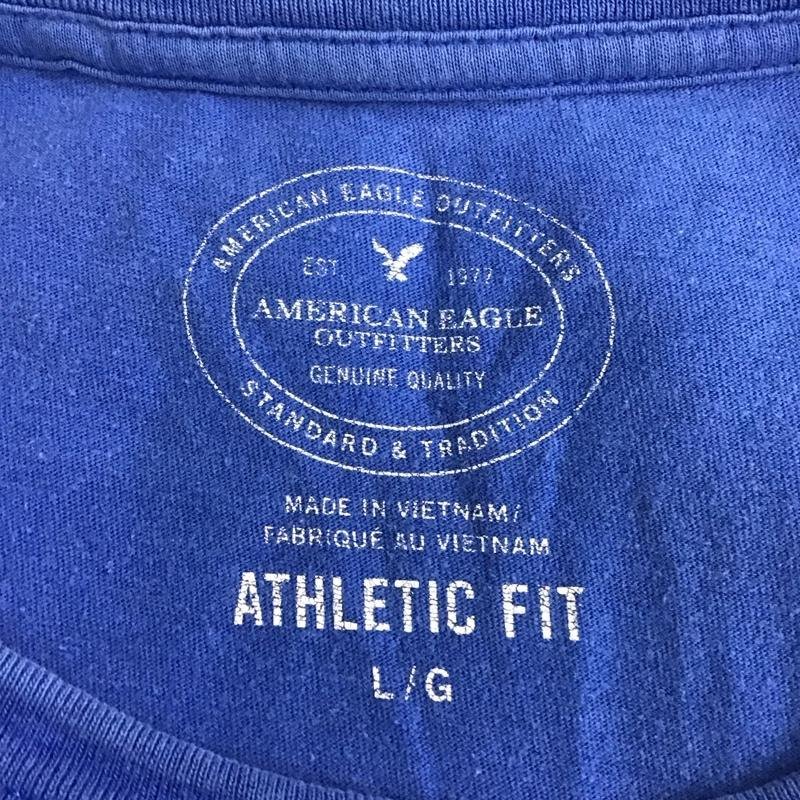 AMERICAN EAGLE OUTFITTERS
EST. 1977
AMERICAN EAGLE
OUTFITTERS
GENUINE QUALITY
STANDARD & TRADITION
MADE IN VIETNAM/
FABRIQUÉ AU VIETNAM
ATHLETIC FIT
L/G